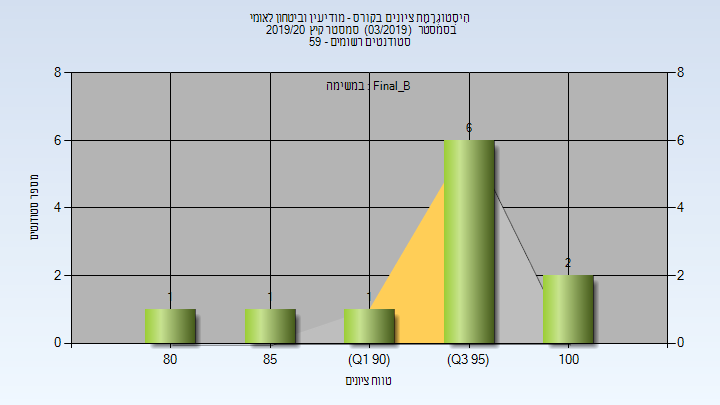 היסטוגרמת ציונים בקורס - מודיעין וביטחון לאומי
בסמסטר (03/2019) סמסטר קיץ 2019/20
סטודנטים רשומים - 59
במשימה : Final_B
8 8
6 6
4 4
2 2
0 0
1 1 1 6 2
80 85 (Q1 90) (Q3 95) 100
מספר סטודנטים
טווח ציונים